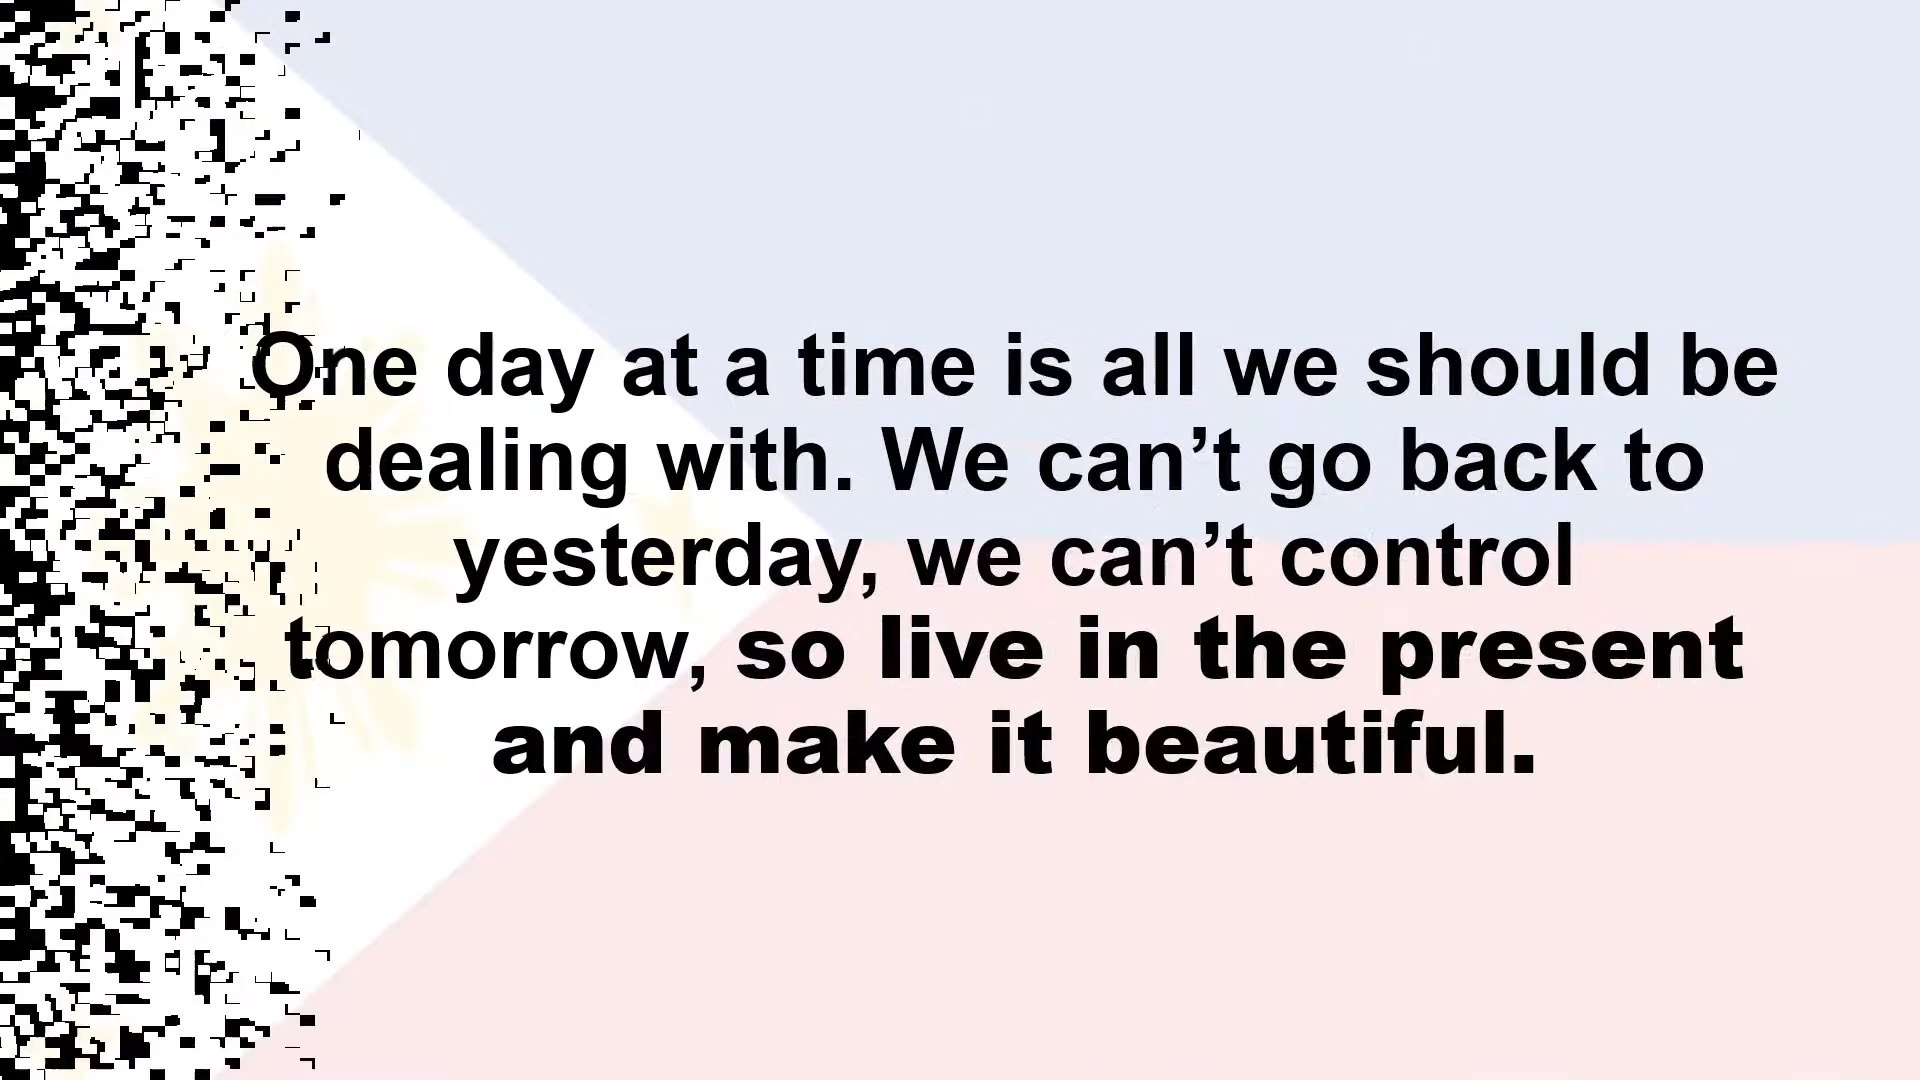 One day at a time is all we should be
dealing with. We can’t go back to
yesterday, we can’t control
tomorrow, so live in the present
and make it beautiful.